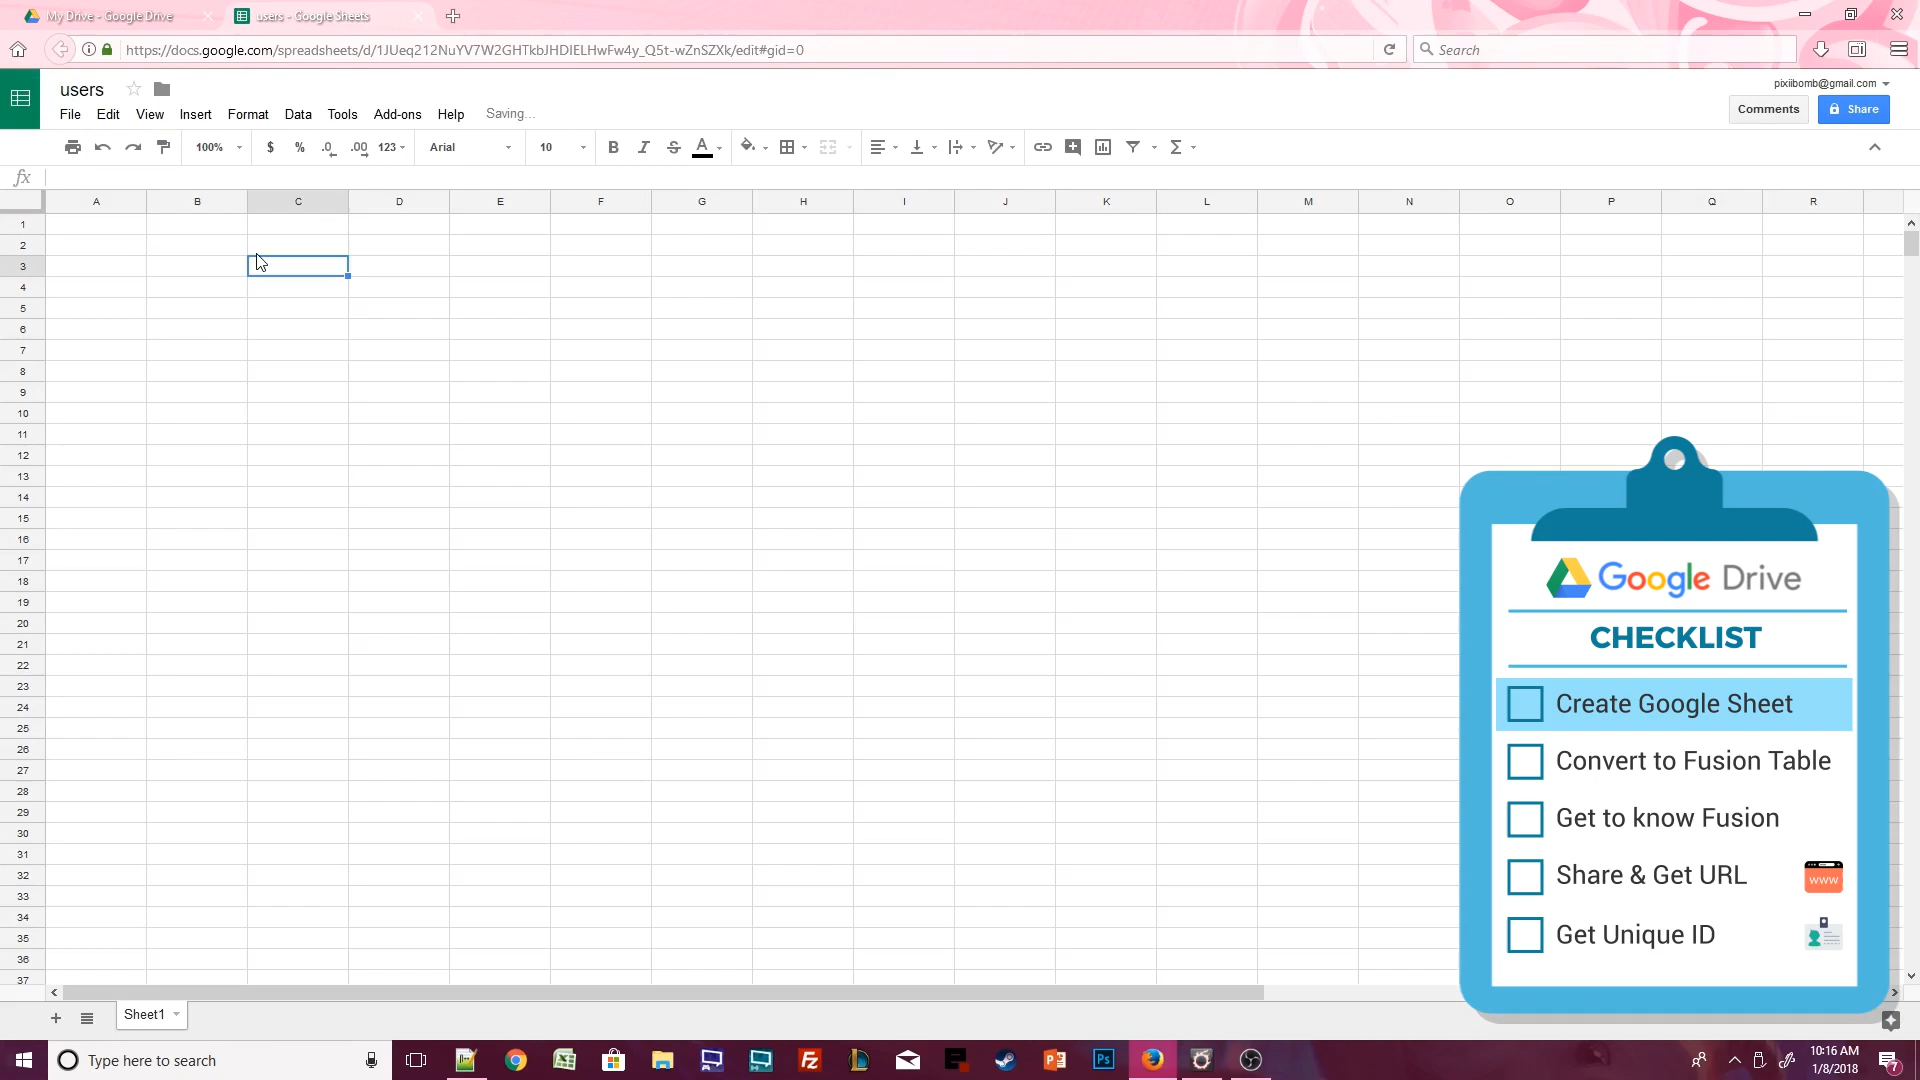 My Drive - Google Drive
users - Google Sheets
https://docs.google.com/spreadsheets/d/1JUeq212NuYV7W2GHTkbJHDIELHwFw4y_Q5t-wZnSZXk/edit#gid=0
Search
users
pixiibomb@gmail.com
File Edit View Insert Format Data Tools Add-ons Help Saving...
Comments
Share
100% $ % .0 .00 123 Arial 10 B I S A
fx
A B C D E F G H I J K L M N O P Q R
1
2
3
4
5
6
7
8
9
10
11
12
13
14
15
16
17
18
19
20
21
22
23
24
25
26
27
28
29
30
31
32
33
34
35
36
37
Google Drive
CHECKLIST
Create Google Sheet
Convert to Fusion Table
Get to know Fusion
Share & Get URL
www
Get Unique ID
Sheet1
Type here to search
10:16 AM
1/8/2018
7